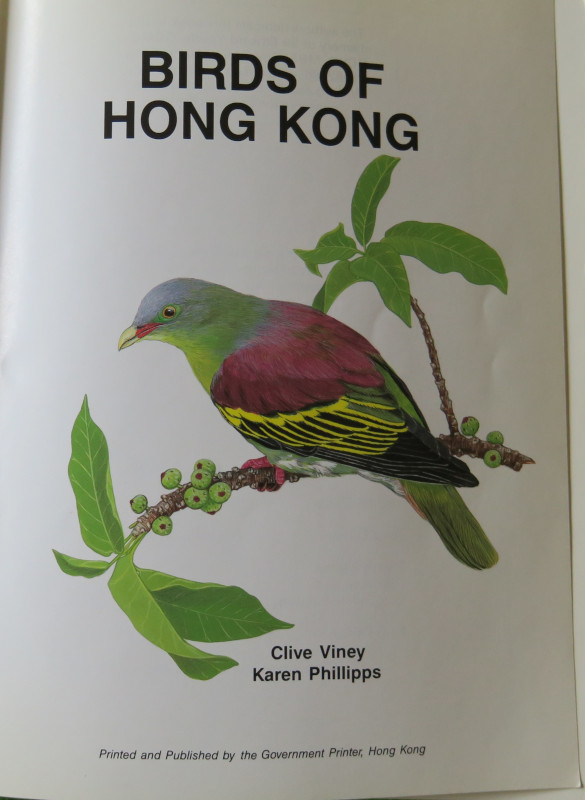 BIRDS OF
HONG KONG
Clive Viney
Karen Phillipps
Printed and Published by the Government Printer, Hong Kong